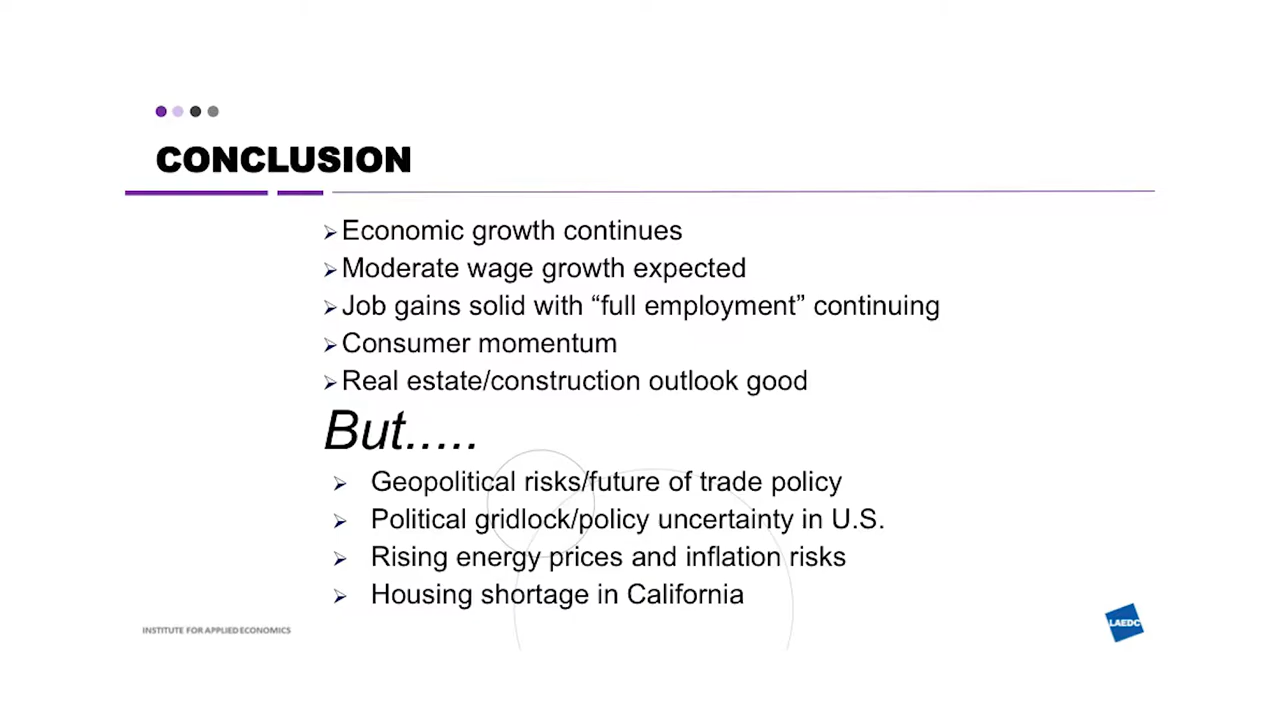 CONCLUSION
➢Economic growth continues
➢Moderate wage growth expected
➢Job gains solid with “full employment” continuing
➢Consumer momentum
➢Real estate/construction outlook good
But.....
➢ Geopolitical risks/future of trade policy
➢ Political gridlock/policy uncertainty in U.S.
➢ Rising energy prices and inflation risks
➢ Housing shortage in California
INSTITUTE FOR APPLIED ECONOMICS
LAEDC